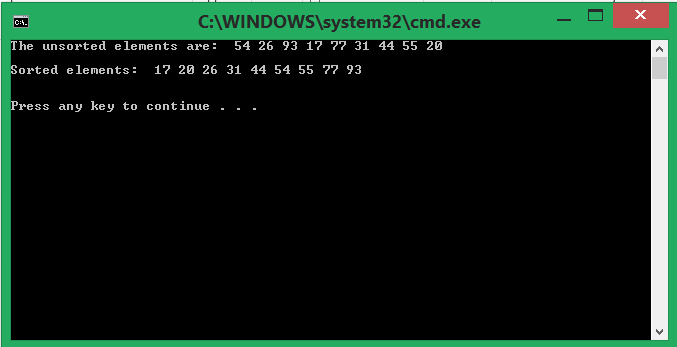 C:\WINDOWS\system32\cmd.exe
The unsorted elements are:  54 26 93 17 77 31 44 55 20
Sorted elements:  17 20 26 31 44 54 55 77 93
Press any key to continue . . .